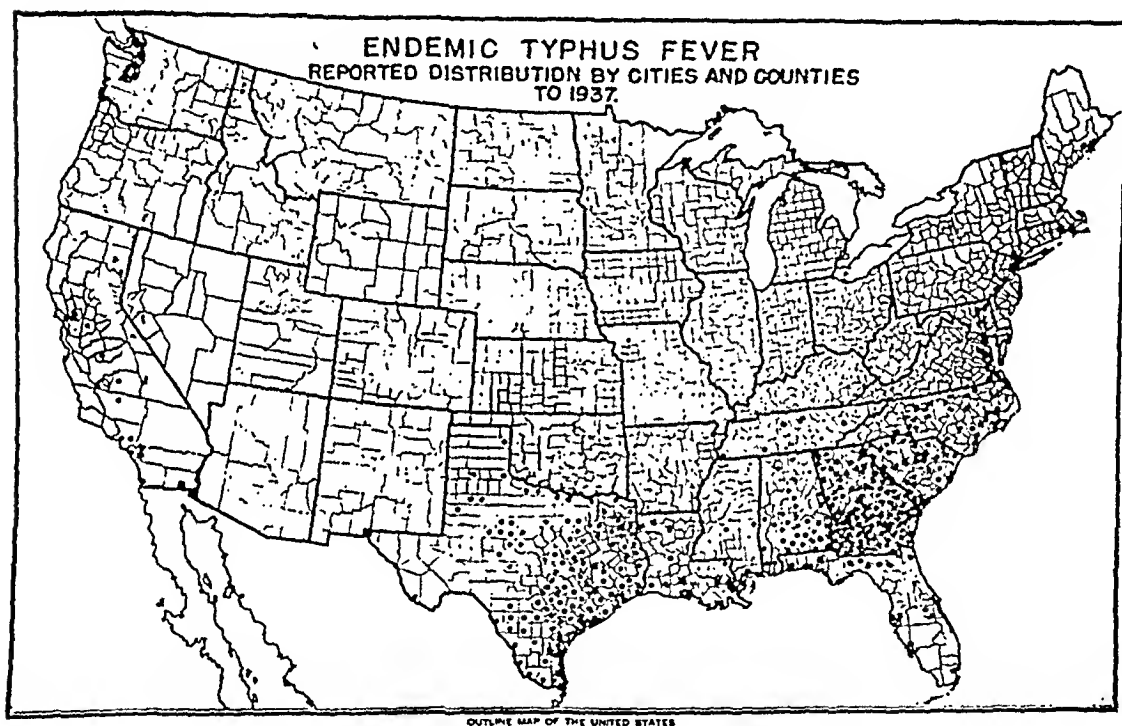 ENDEMIC TYPHUS FEVER
REPORTED DISTRIBUTION BY CITIES AND COUNTIES
TO 1937.
OUTLINE MAP OF THE UNITED STATES